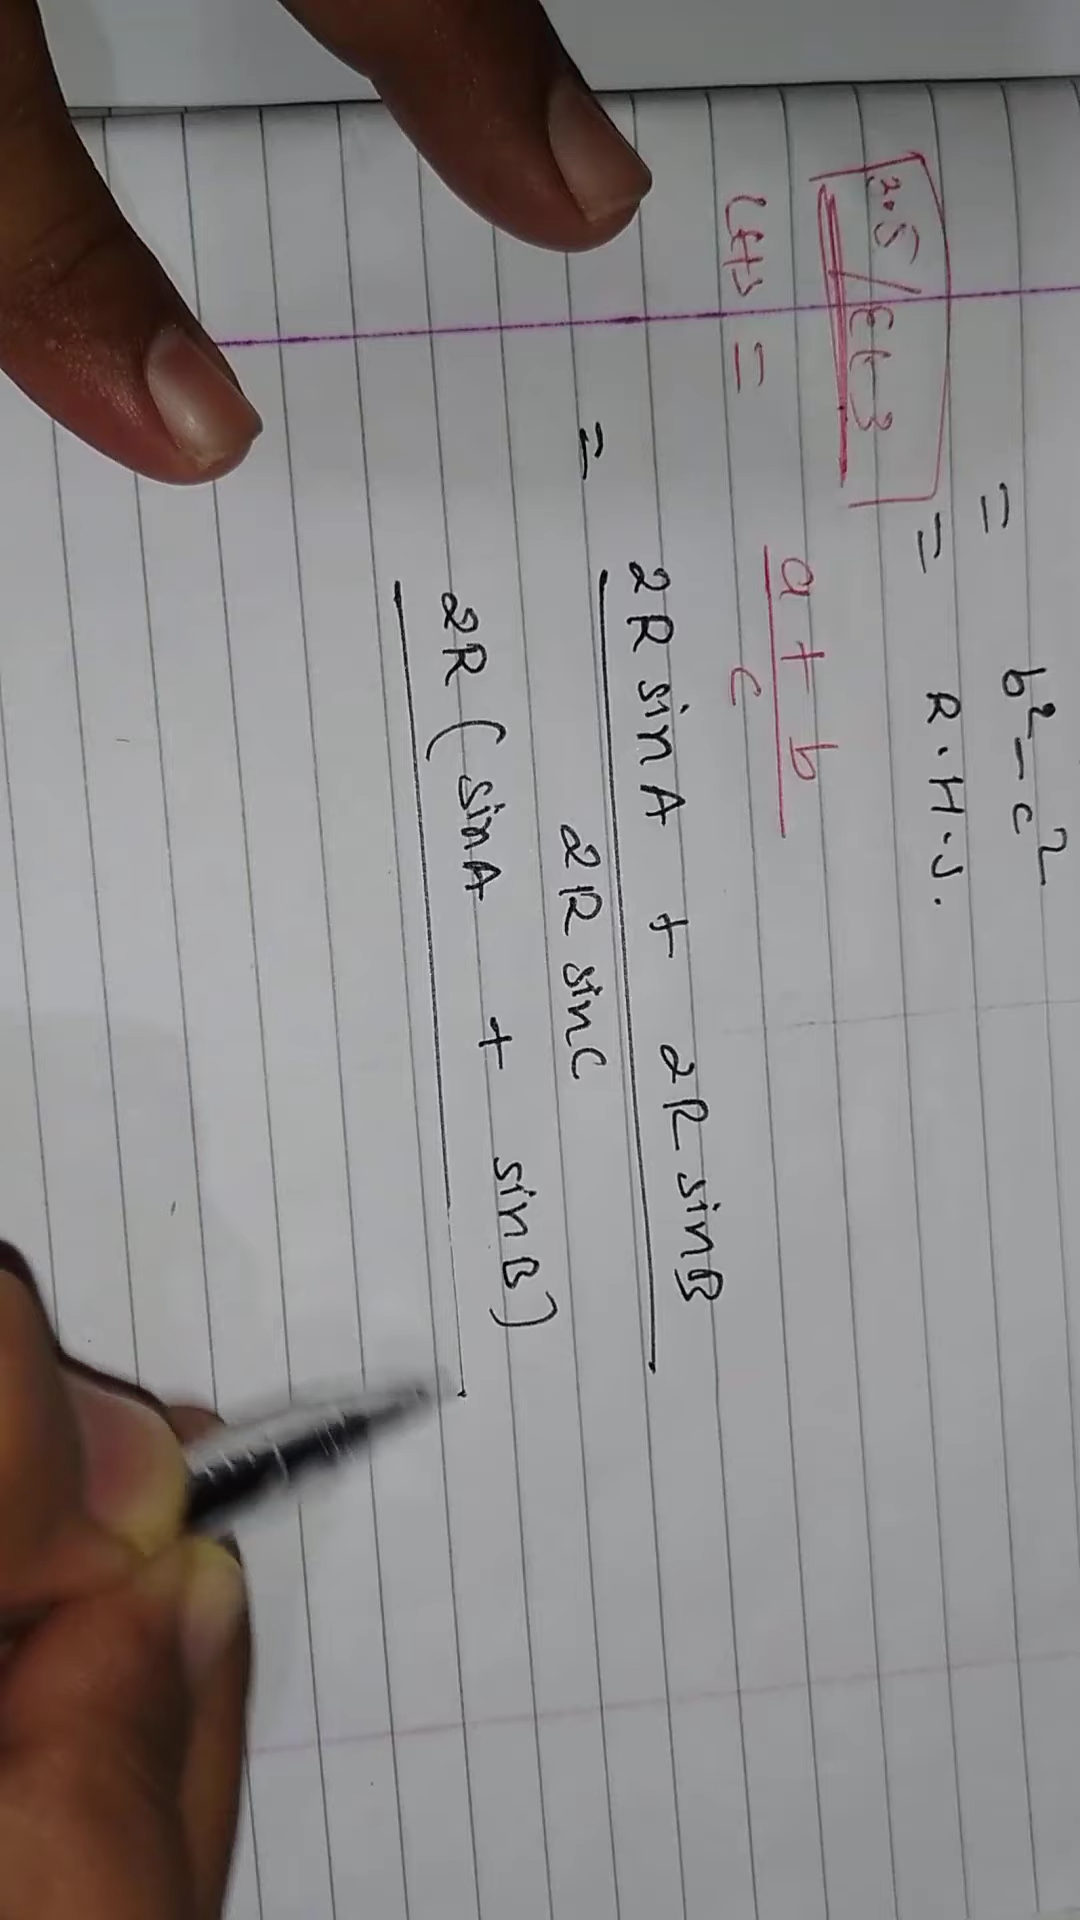 = b² - c²
= R.H.S.
2.5/Ex-3
LHS = a + b
c
= 2R sinA + 2R sinB
2R sinC
2R (sinA + sinB)